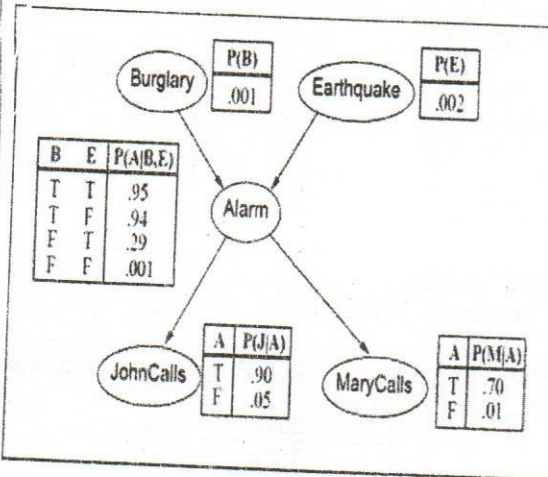 P(B)
Burglary
.001
P(E)
Earthquake
.002
B E P(A|B,E)
T T .95
T F .94
F T .29
F F .001
Alarm
A P(J|A)
T .90
F .05
JohnCalls
A P(M|A)
T .70
F .01
MaryCalls